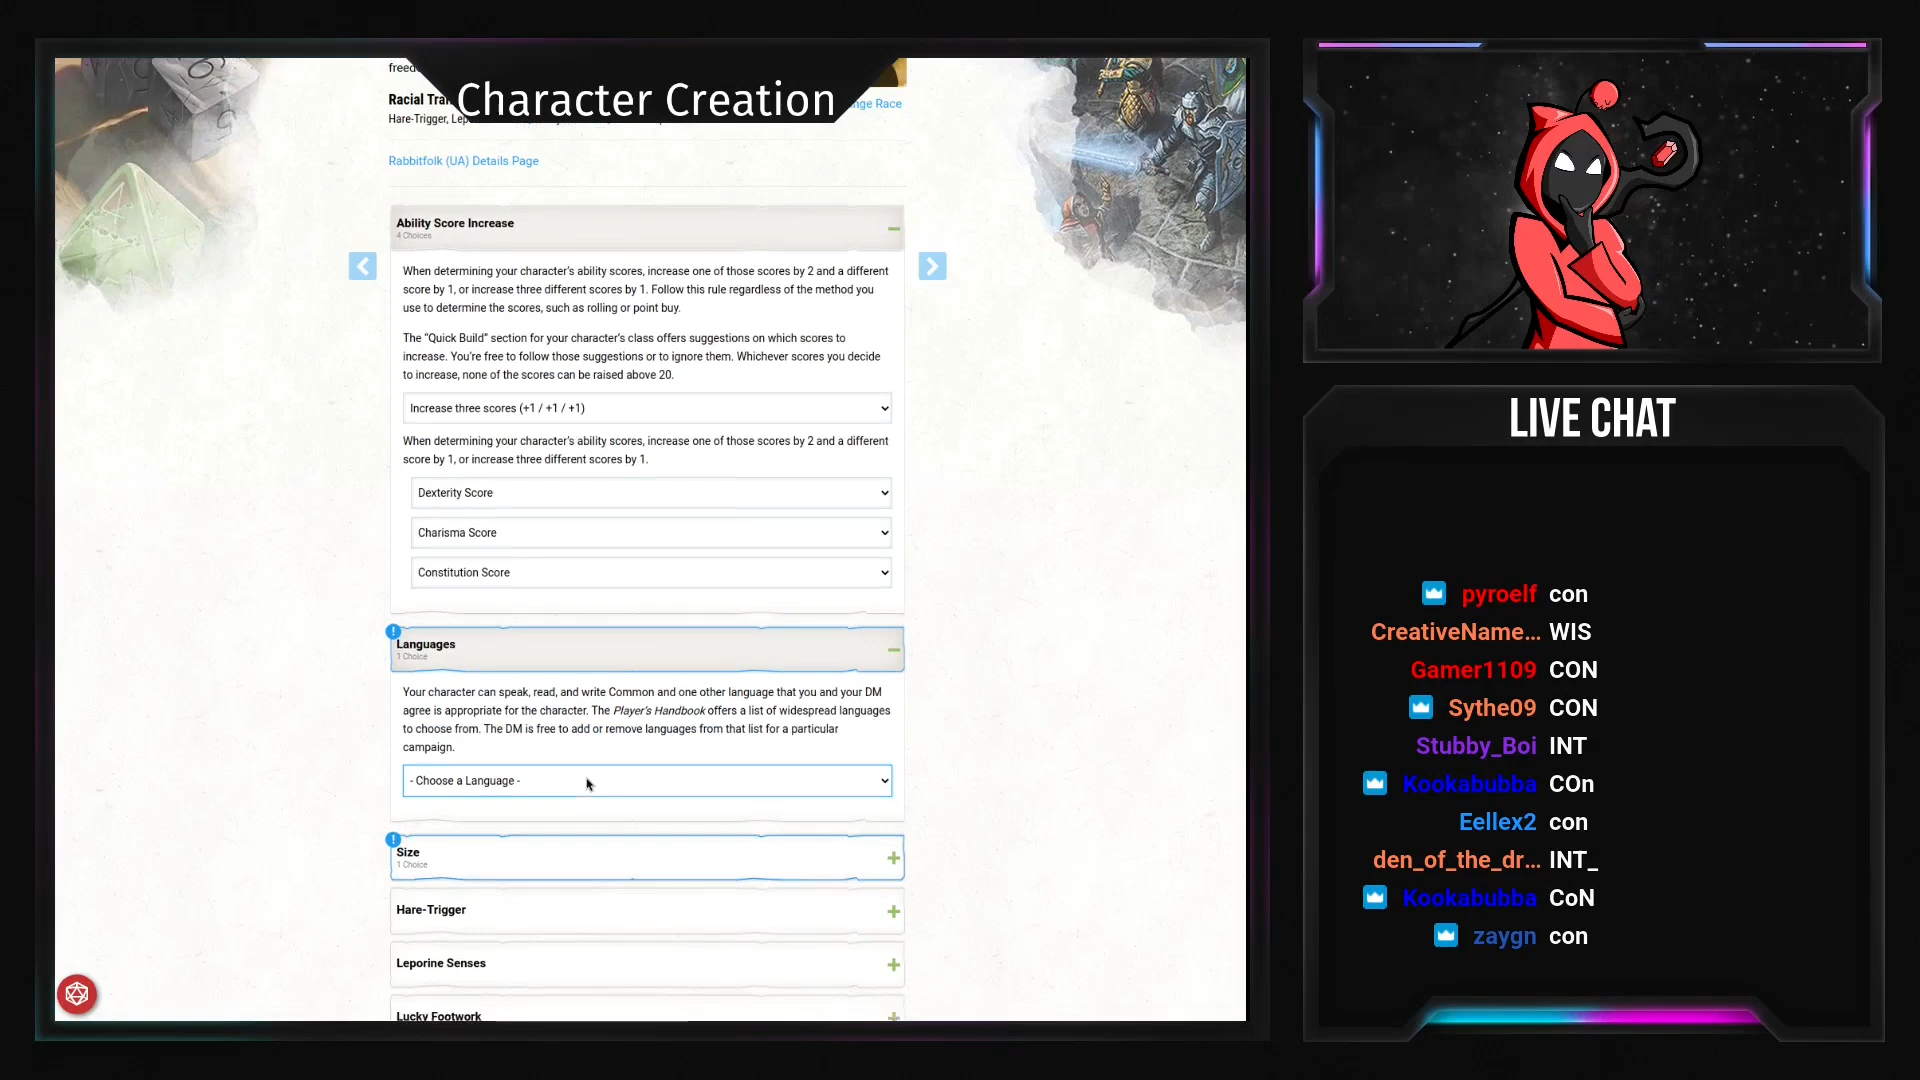 Character Creation
freed
Racial Trai
nge Race
Hare-Trigger, Lep
Rabbitfolk (UA) Details Page
Ability Score Increase
4 Choices
When determining your character's ability scores, increase one of those scores by 2 and a different
score by 1, or increase three different scores by 1. Follow this rule regardless of the method you
use to determine the scores, such as rolling or point buy.
The “Quick Build” section for your character's class offers suggestions on which scores to
increase. You're free to follow those suggestions or to ignore them. Whichever scores you decide
to increase, none of the scores can be raised above 20.
Increase three scores (+1 / +1 / +1)
When determining your character's ability scores, increase one of those scores by 2 and a different
score by 1, or increase three different scores by 1.
Dexterity Score
Charisma Score
Constitution Score
!
Languages
1 Choice
Your character can speak, read, and write Common and one other language that you and your DM
agree is appropriate for the character. The Player's Handbook offers a list of widespread languages
to choose from. The DM is free to add or remove languages from that list for a particular
campaign.
- Choose a Language -
!
Size
1 Choice
Hare-Trigger
Leporine Senses
Lucky Footwork
LIVE CHAT
pyroelf con
CreativeName... WIS
Gamer1109 CON
Sythe09 CON
Stubby_Boi INT
Kookabubba COn
Eellex2 con
den_of_the_dr... INT_
Kookabubba CoN
zaygn con